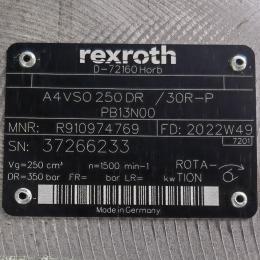 rexroth
D-72160 Horb
A4VSO 250 DR /30R-P
PB13N00
MNR: R910974769 FD: 2022W49
SN: 37266233 7201
Vg=250 cm³ n=1500 min-1 ROTA-
DR=350 bar FR= bar LR= kW TION
Made in Germany